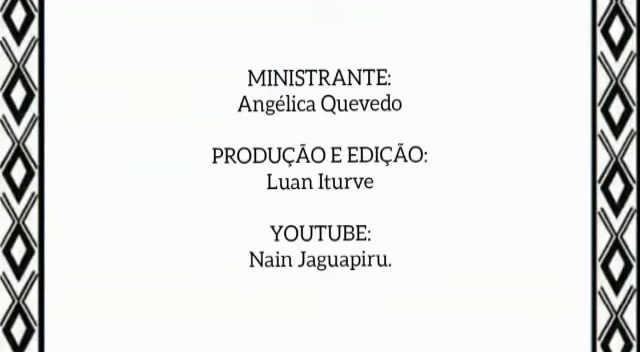 MINISTRANTE:
Angélica Quevedo
PRODUÇÃO E EDIÇÃO:
Luan Iturve
YOUTUBE:
Nain Jaguapiru.